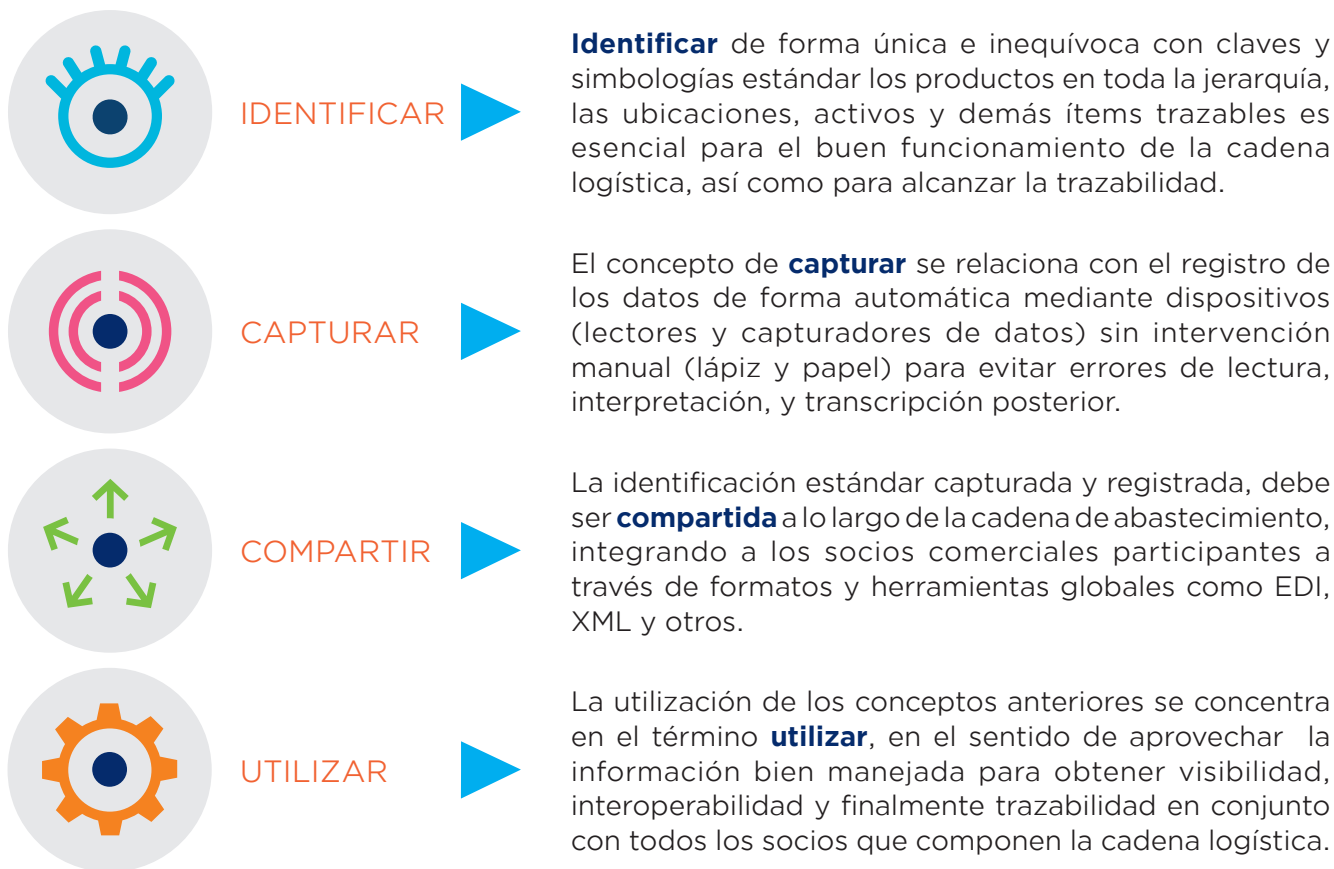 IDENTIFICAR
Identificar de forma única e inequívoca con claves y
simbologías estándar los productos en toda la jerarquía,
las ubicaciones, activos y demás ítems trazables es
esencial para el buen funcionamiento de la cadena
logística, así como para alcanzar la trazabilidad.
CAPTURAR
El concepto de capturar se relaciona con el registro de
los datos de forma automática mediante dispositivos
(lectores y capturadores de datos) sin intervención
manual (lápiz y papel) para evitar errores de lectura,
interpretación, y transcripción posterior.
COMPARTIR
La identificación estándar capturada y registrada, debe
ser compartida a lo largo de la cadena de abastecimiento,
integrando a los socios comerciales participantes a
través de formatos y herramientas globales como EDI,
XML y otros.
UTILIZAR
La utilización de los conceptos anteriores se concentra
en el término utilizar, en el sentido de aprovechar la
información bien manejada para obtener visibilidad,
interoperabilidad y finalmente trazabilidad en conjunto
con todos los socios que componen la cadena logística.